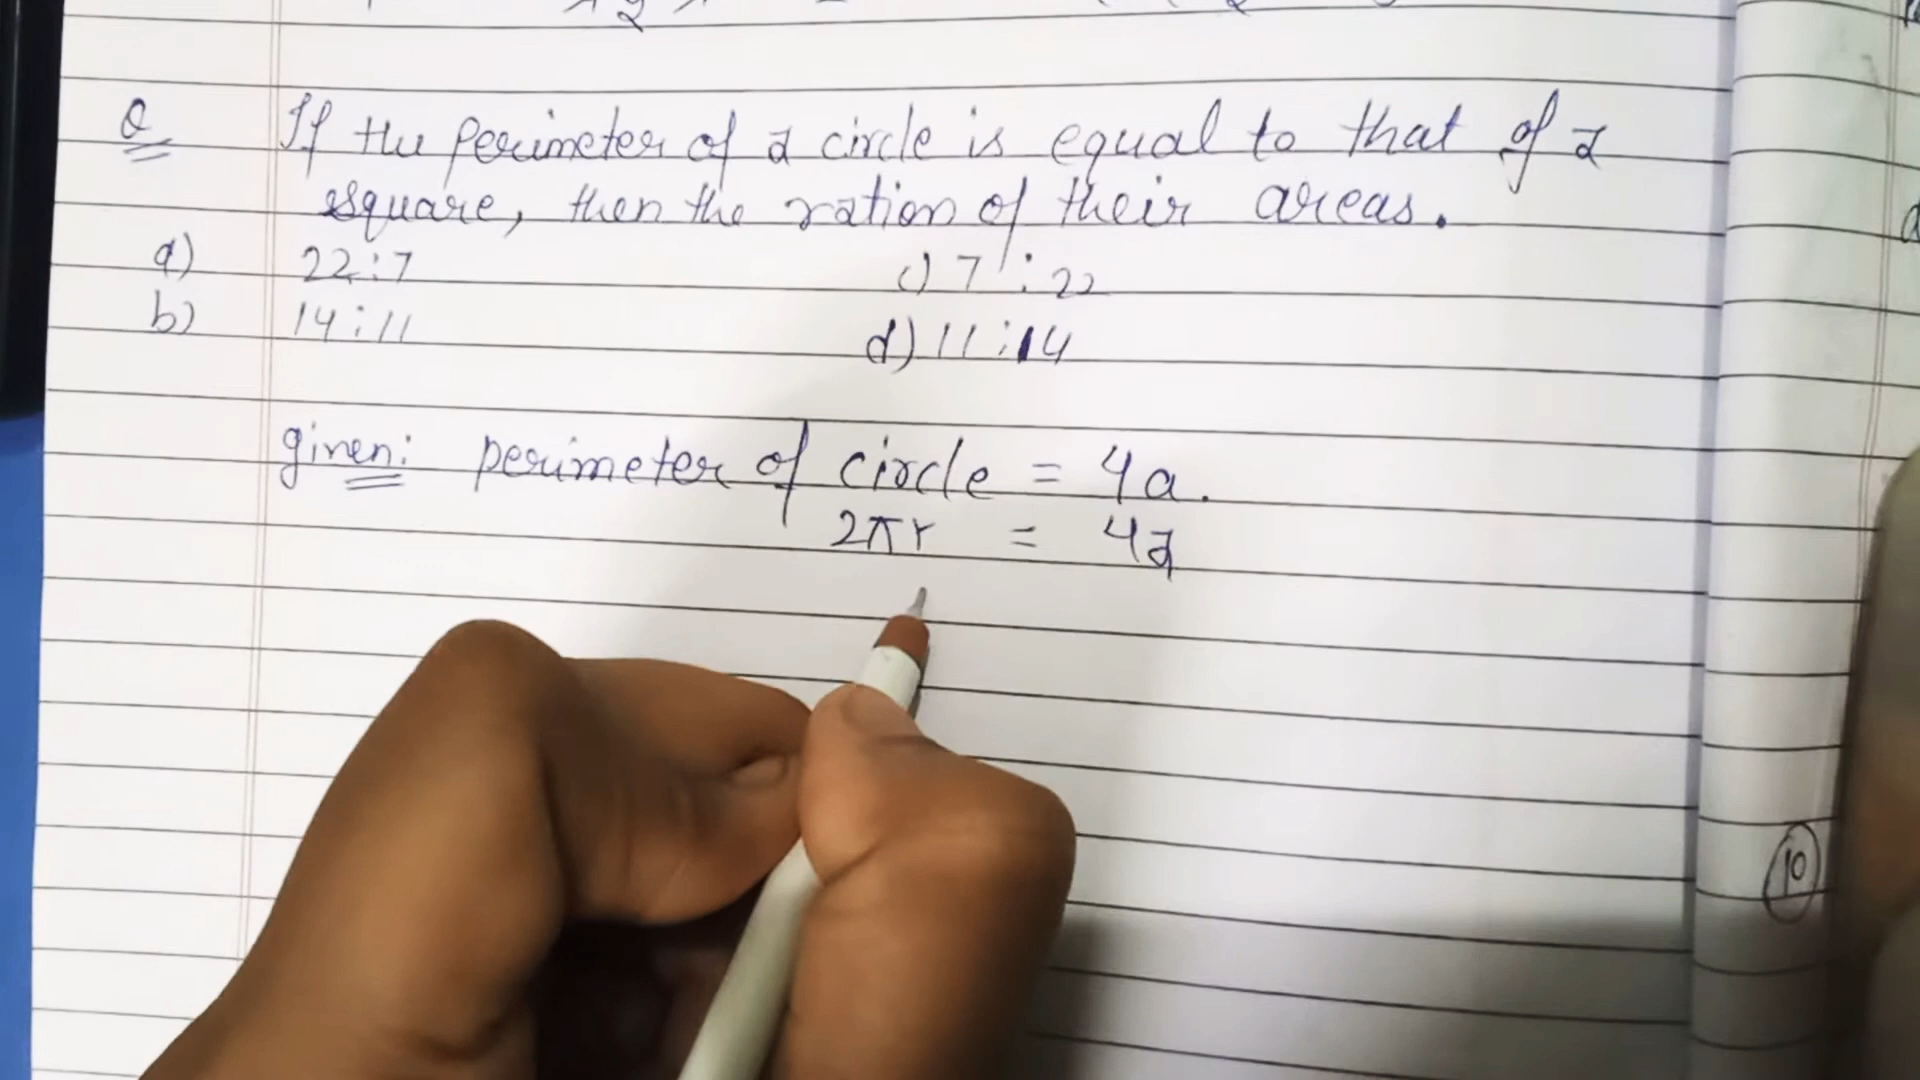 Q If the perimeter of a circle is equal to that of a
square, then the ration of their areas.
a) 22:7 c) 7:22
b) 14:11 d) 11:14
given: perimeter of circle = 4a.
2πr = 4a
10